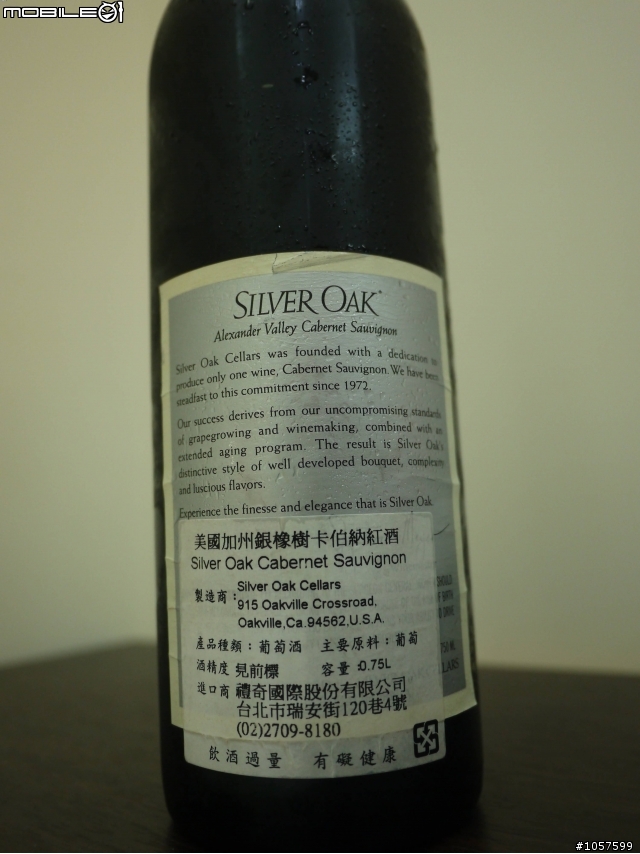 MOBILE01
SILVER OAK
Alexander Valley Cabernet Sauvignon
Silver Oak Cellars was founded with a dedication to
produce only one wine, Cabernet Sauvignon. We have been
steadfast to this commitment since 1972.
Our success derives from our uncompromising standards
of grapegrowing and winemaking, combined with an
extended aging program. The result is Silver Oak's
distinctive style of well developed bouquet, complexity
and luscious flavors.
Experience the finesse and elegance that is Silver Oak.
美國加州銀橡樹卡伯納紅酒
Silver Oak Cabernet Sauvignon
製造商：Silver Oak Cellars
915 Oakville Crossroad,
Oakville,Ca.94562,U.S.A.
產品種類：葡萄酒 主要原料：葡萄
酒精度 見前標 容量：0.75L
進口商 禮奇國際股份有限公司
台北市瑞安街120巷4號
(02)2709-8180
飲酒過量 有礙健康
SHOULD
OF BIRTH
750 ML
LLARS
#1057599